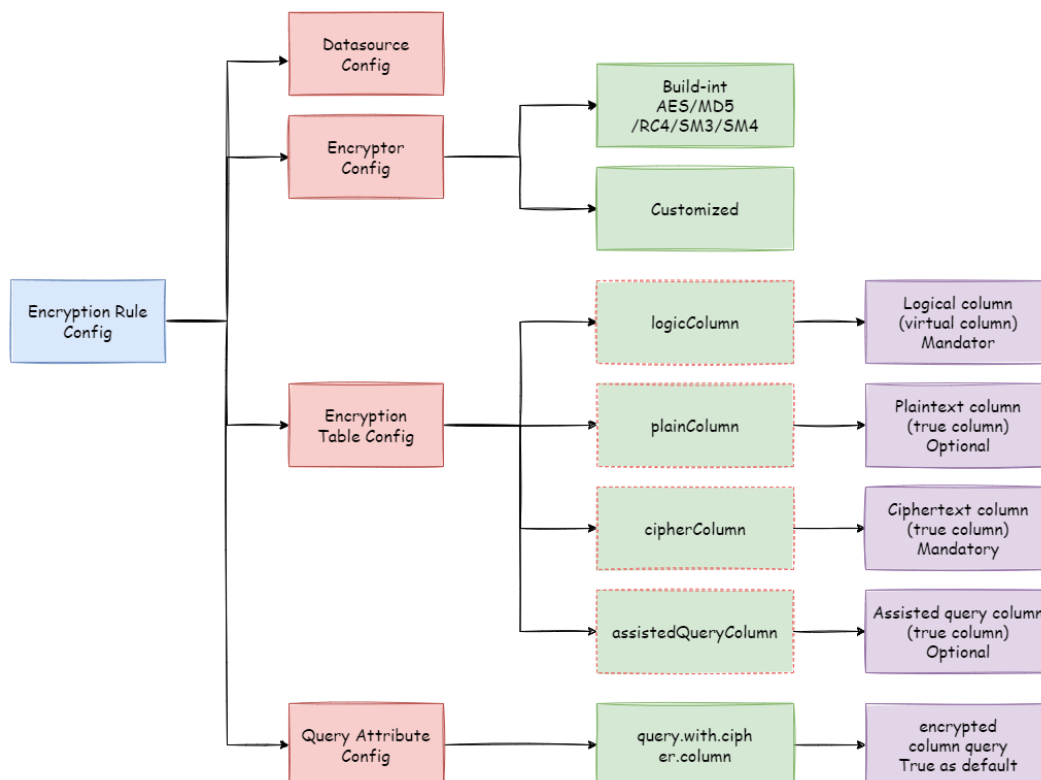 Datasource
Config
Build-int
AES/MD5
/RC4/SM3/SM4
Encryptor
Config
Customized
Encryption Rule
Config
logicColumn
Logical column
(virtual column)
Mandator
Encryption
Table Config
plainColumn
Plaintext column
(true column)
Optional
cipherColumn
Ciphertext column
(true column)
Mandatory
assistedQueryColumn
Assisted query column
(true column)
Optional
Query Attribute
Config
query.with.ciph
er.column
encrypted
column query
True as default